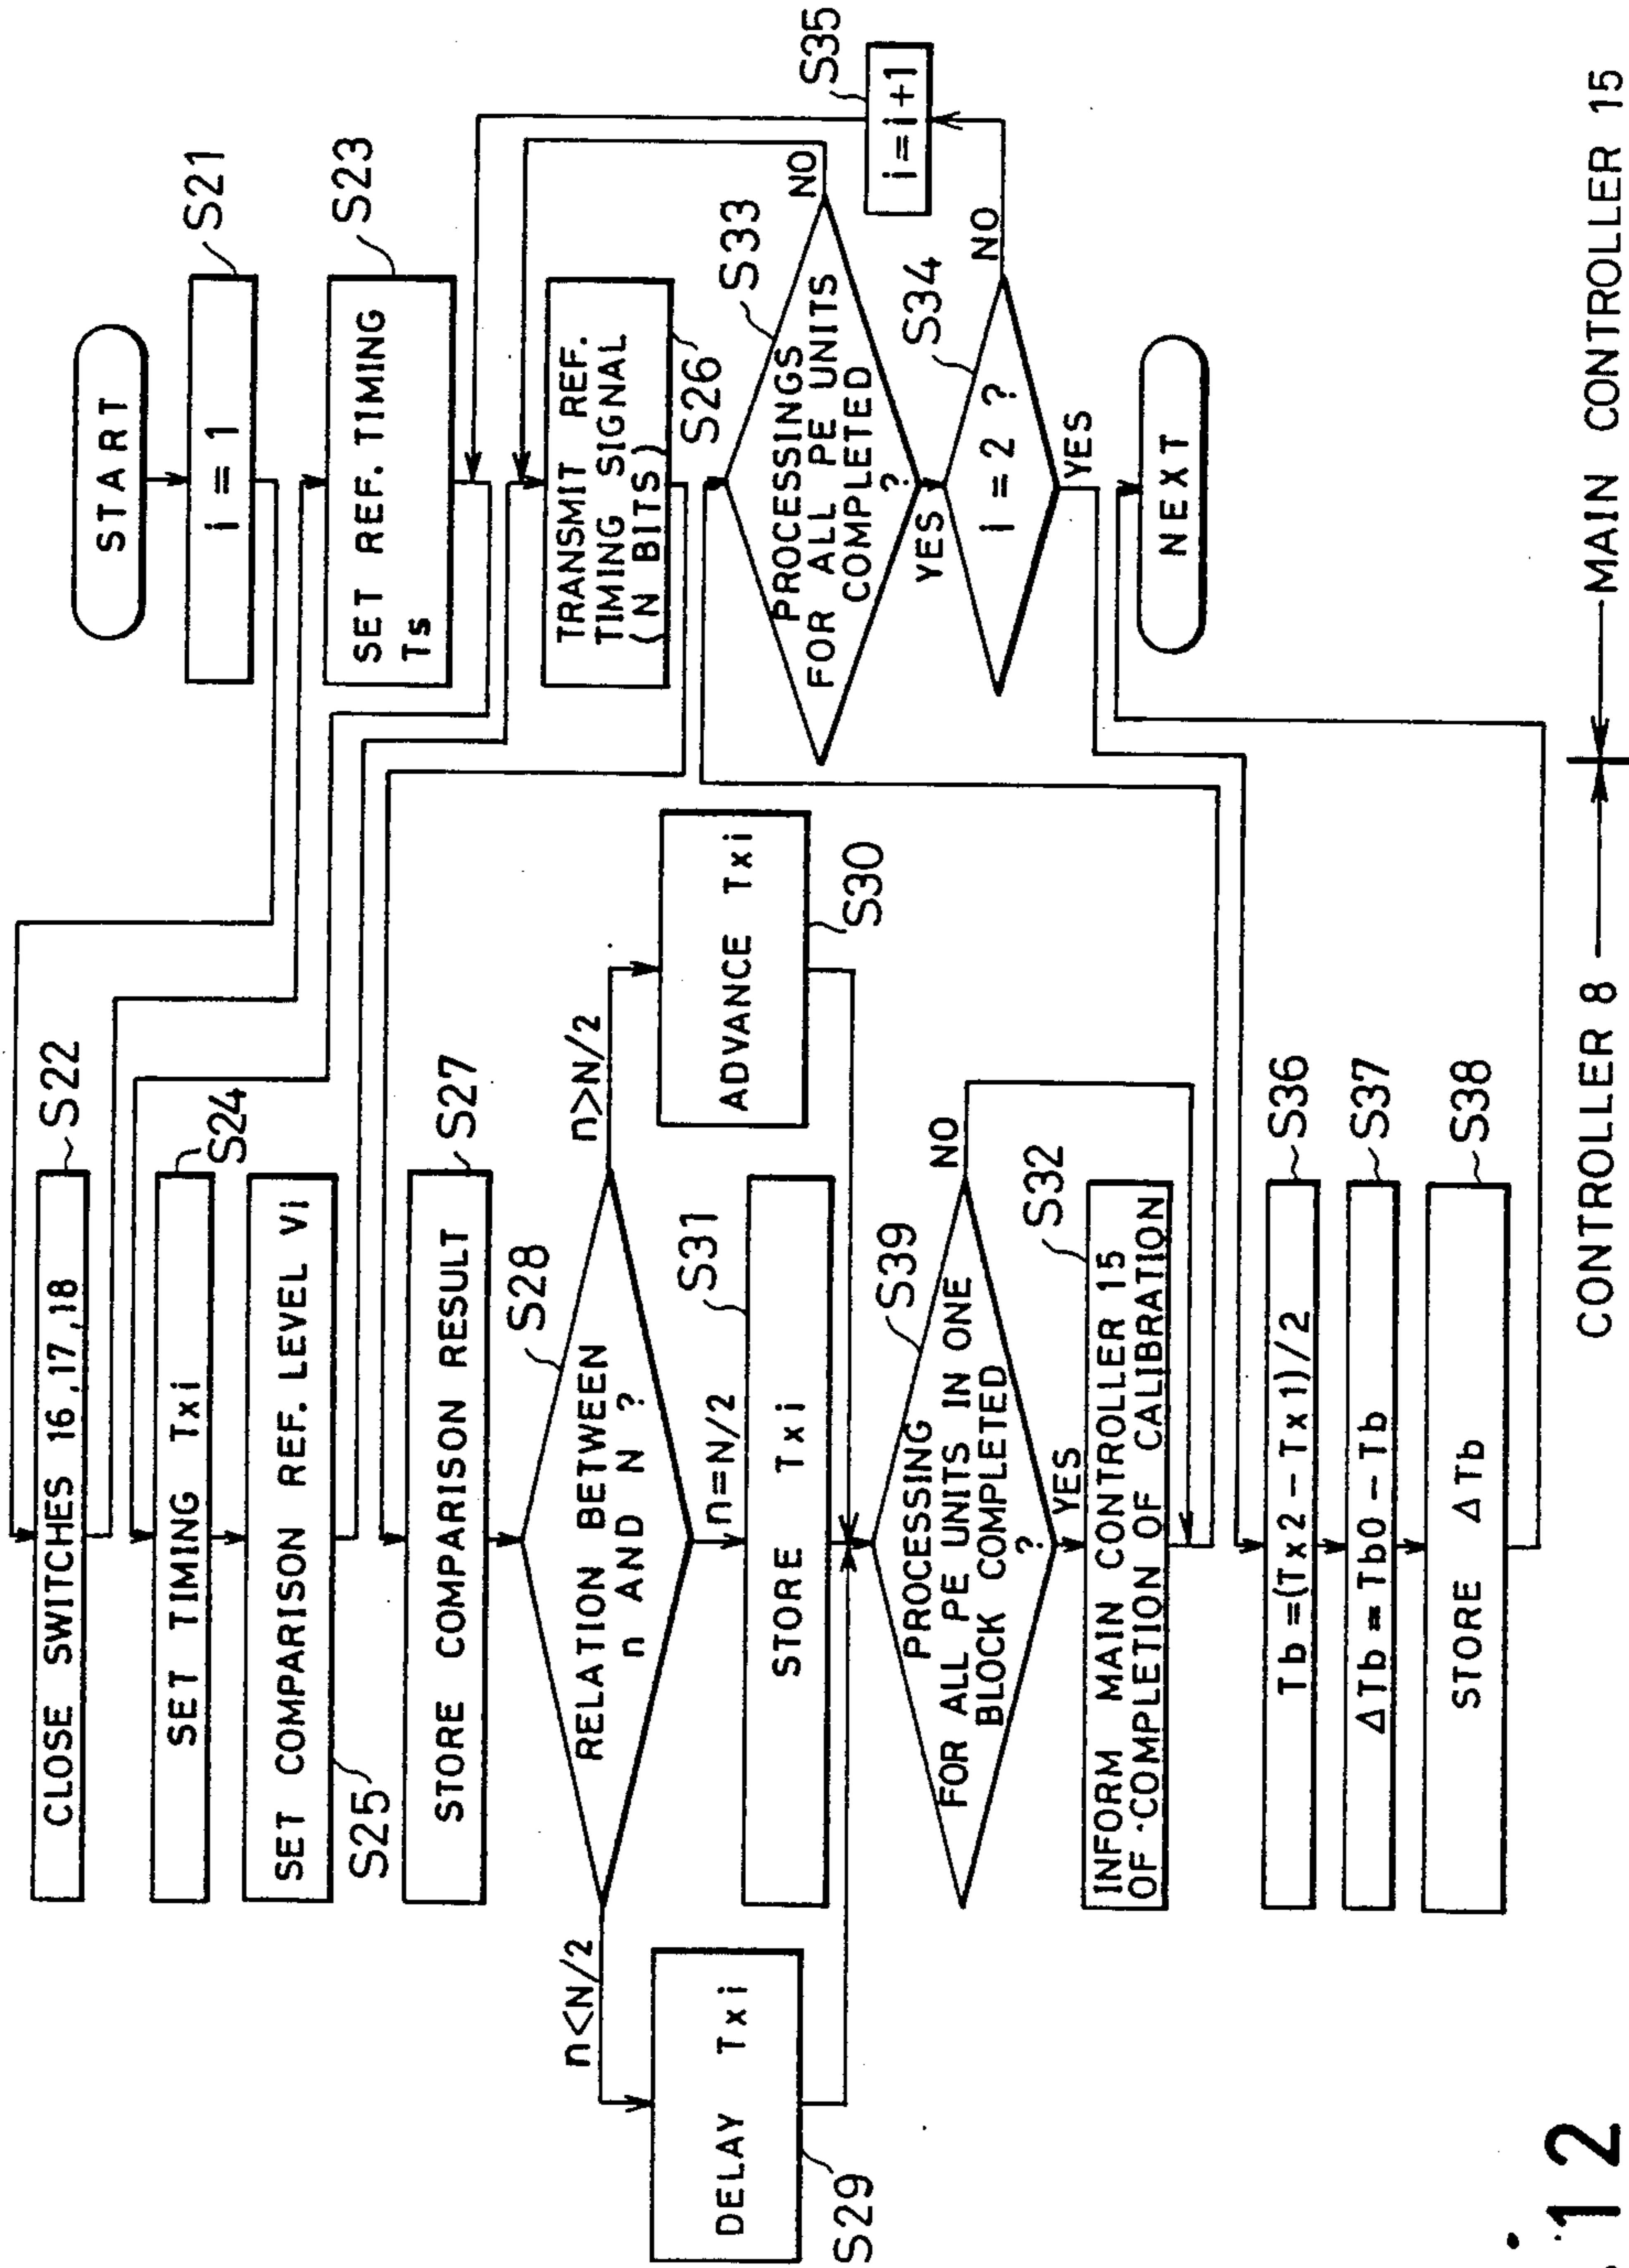 START
i = 1
S21
CLOSE SWITCHES 16,17,18
S22
SET REF. TIMING
Ts
S23
SET TIMING Txi
S24
SET COMPARISON REF. LEVEL Vi
S25
TRANSMIT REF.
TIMING SIGNAL
(N BITS)
S26
STORE COMPARISON RESULT
S27
RELATION BETWEEN
n AND N ?
S28
n<N/2
n>N/2
n=N/2
DELAY Txi
S29
ADVANCE Txi
S30
STORE Txi
S31
PROCESSING
FOR ALL PE UNITS IN ONE
BLOCK COMPLETED
?
S39
NO
YES
INFORM MAIN CONTROLLER 15
OF COMPLETION OF CALIBRATION
S32
PROCESSINGS
FOR ALL PE UNITS
COMPLETED
?
S33
NO
YES
i = 2 ?
S34
NO
YES
i = i +1
S35
Tb =(Tx2 - Tx1)/2
S36
ΔTb = Tb0 - Tb
S37
STORE ΔTb
S38
NEXT
CONTROLLER 8
MAIN CONTROLLER 15
12